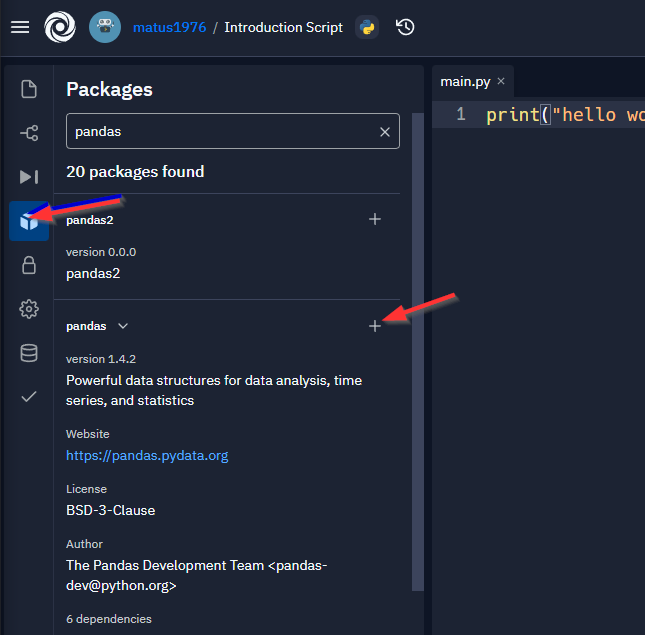 matus1976 / Introduction Script
Packages
pandas
20 packages found
pandas2
version 0.0.0
pandas2
pandas
version 1.4.2
Powerful data structures for data analysis, time
series, and statistics
Website
https://pandas.pydata.org
License
BSD-3-Clause
Author
The Pandas Development Team <pandas-
dev@python.org>
6 dependencies
main.py ×
1 print("hello wo